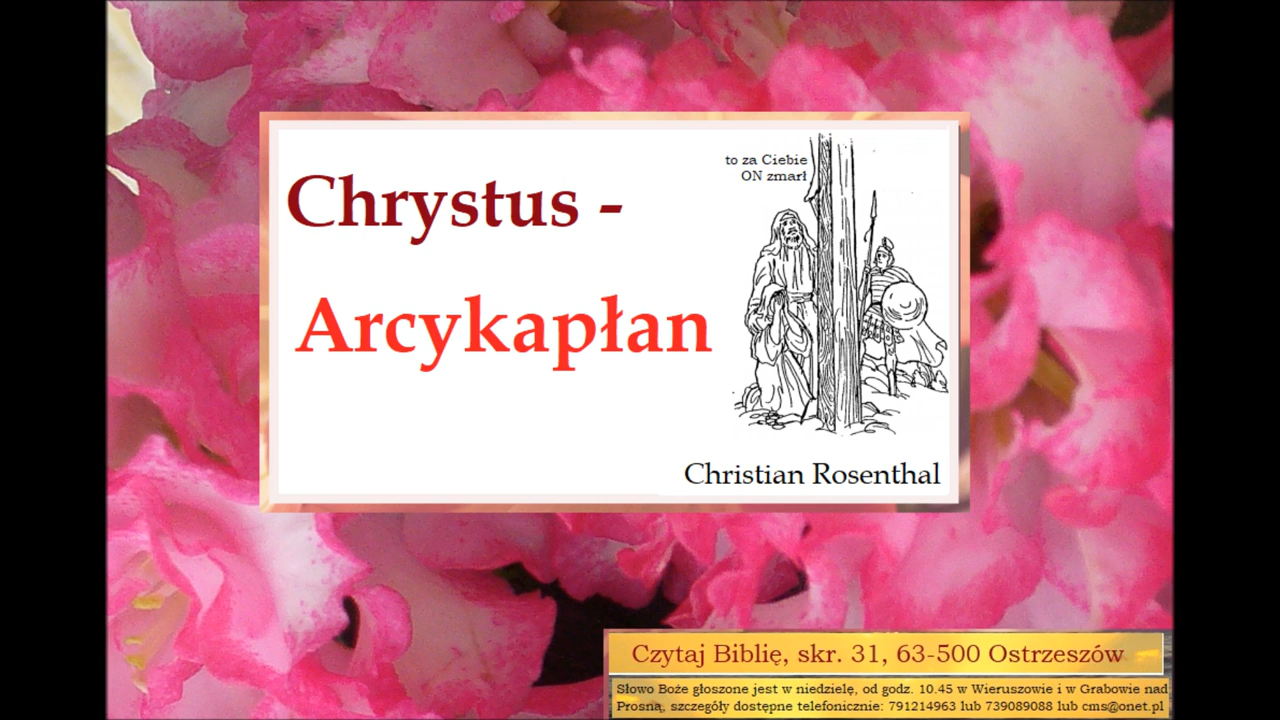 Chrystus -
to za Ciebie
ON zmarł
Arcykapłan
Christian Rosenthal
Czytaj Biblię, skr. 31, 63-500 Ostrzeszów
Słowo Boże głoszone jest w niedzielę, od godz. 10.45 w Wieruszowie i w Grabowie nad
Prosną, szczegóły dostępne telefonicznie: 791214963 lub 739089088 lub cms@onet.pl